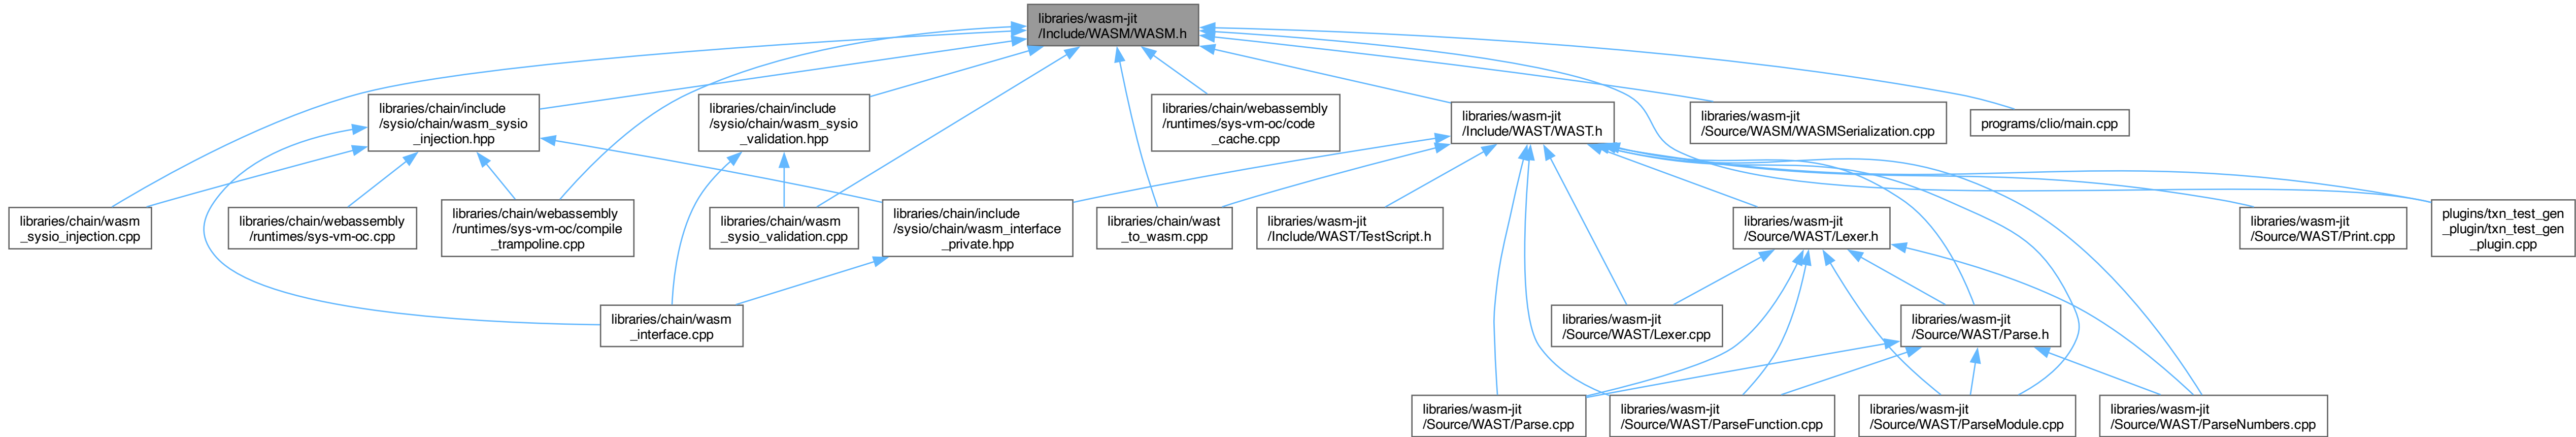 libraries/wasm-jit
/Include/WASM/WASM.h
libraries/chain/include
/sysio/chain/wasm_sysio
_injection.hpp
libraries/chain/include
/sysio/chain/wasm_sysio
_validation.hpp
libraries/chain/webassembly
/runtimes/sys-vm-oc/code
_cache.cpp
libraries/wasm-jit
/Include/WAST/WAST.h
libraries/wasm-jit
/Source/WASM/WASMSerialization.cpp
programs/clio/main.cpp
libraries/chain/wasm
_sysio_injection.cpp
libraries/chain/webassembly
/runtimes/sys-vm-oc.cpp
libraries/chain/webassembly
/runtimes/sys-vm-oc/compile
_trampoline.cpp
libraries/chain/wasm
_sysio_validation.cpp
libraries/chain/include
/sysio/chain/wasm_interface
_private.hpp
libraries/chain/wast
_to_wasm.cpp
libraries/wasm-jit
/Include/WAST/TestScript.h
libraries/wasm-jit
/Source/WAST/Lexer.h
libraries/wasm-jit
/Source/WAST/Print.cpp
plugins/txn_test_gen
_plugin/txn_test_gen
_plugin.cpp
libraries/chain/wasm
_interface.cpp
libraries/wasm-jit
/Source/WAST/Lexer.cpp
libraries/wasm-jit
/Source/WAST/Parse.h
libraries/wasm-jit
/Source/WAST/Parse.cpp
libraries/wasm-jit
/Source/WAST/ParseFunction.cpp
libraries/wasm-jit
/Source/WAST/ParseModule.cpp
libraries/wasm-jit
/Source/WAST/ParseNumbers.cpp